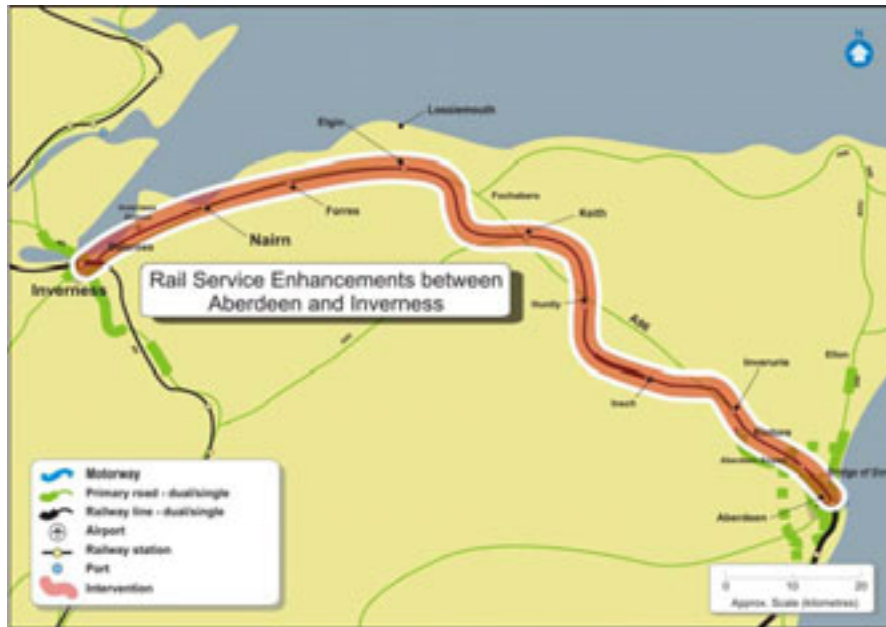 N
Lossiemouth
Elgin
Fochabers
Keith
Forres
Nairn
Inverness
Rail Service Enhancements between
Aberdeen and Inverness
Huntly
A96
Insch
Inverurie
Ellon
Aberdeen
Motorway
Primary road - dual/single
Railway line - dual/single
Airport
Railway station
Port
Intervention
0 10 20
Approx. Scale (kilometres)